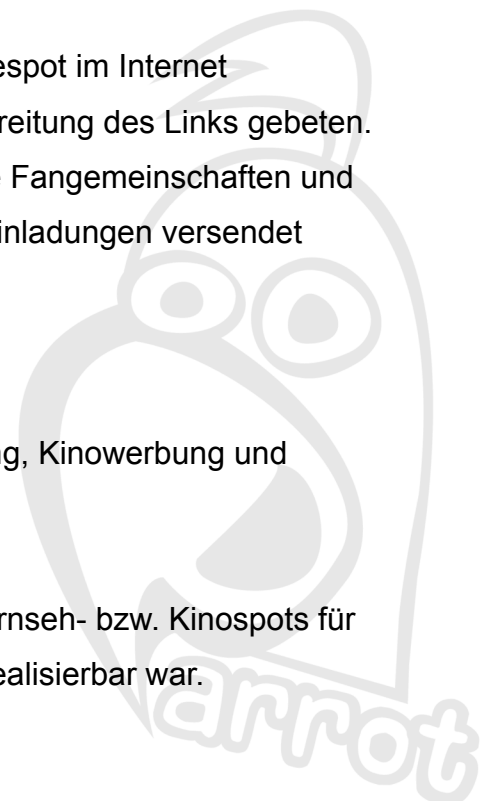 espot im Internet
reitung des Links gebeten.
e Fangemeinschaften und
inladungen versendet
ng, Kinowerbung und
rnseh- bzw. Kinospots für
ealisierbar war.
arrot